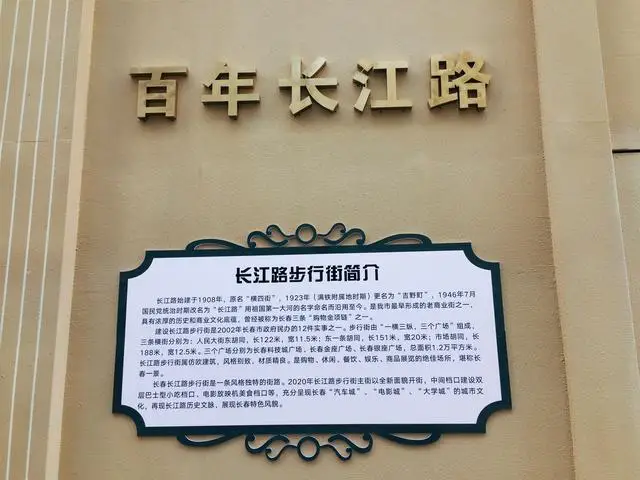 百年长江路
长江路步行街简介
长江路始建于1908年，原名“横四街”，1923年（满铁附属地时期）更名为“吉野町”，1946年7月
国民党统治时期改名为“长江路”用祖国第一大河的名字命名而沿用至今。是我市最早形成的老商业街之一，
具有浓厚的历史和商业文化底蕴，曾经被称为长春三条“购物金项链”之一。
建设长江路步行街是2002年长春市政府民办的12件实事之一。步行街由“一横三纵，三个广场”组成，
三条横街分别为：人民大街东胡同，长122米，宽11.5米；东一条胡同，长151米，宽20米；市场胡同，长
188米，宽12.5米。三个广场分别为长春科技城广场，长春金座广场、长春银座广场，总面积1.2万平方米。
长江路步行街属仿欧建筑，风格别致、材质精良。是购物、休闲、餐饮、娱乐、商品展览的绝佳场所，堪称长
春一景。
长春长江路步行街是一条风格独特的街路。2020年长江路步行街主街以全新面貌开街，中间档口建设双
层巴士型小吃档口、电影放映机美食档口等，充分呈现长春“汽车城”、“电影城”、“大学城”的城市文
化，再现长江路历史文脉、展现长春特色风貌。